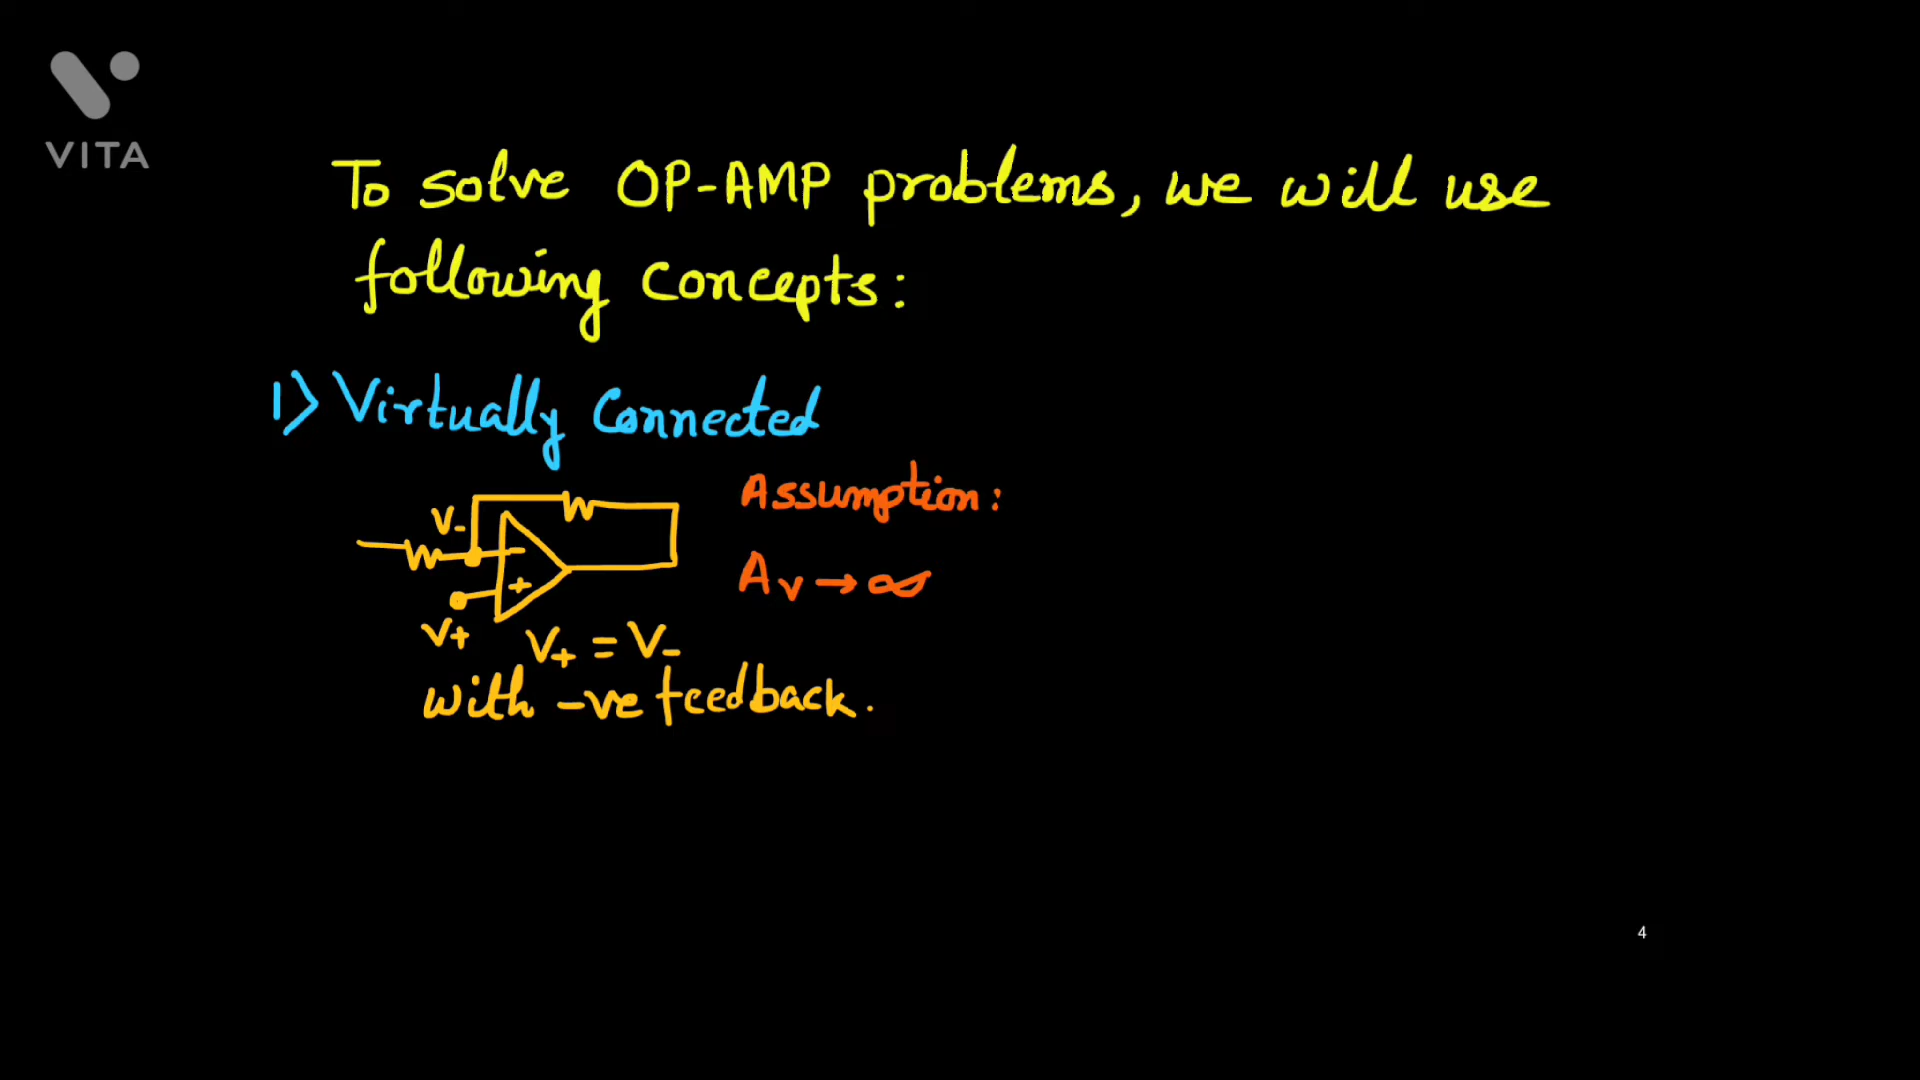 VITA
To solve OP-AMP problems, we will use
following concepts:
1) Virtually Connected
Assumption:
V-
-
+
Av → ∞
V+
V+ = V-
with -ve feedback.
4